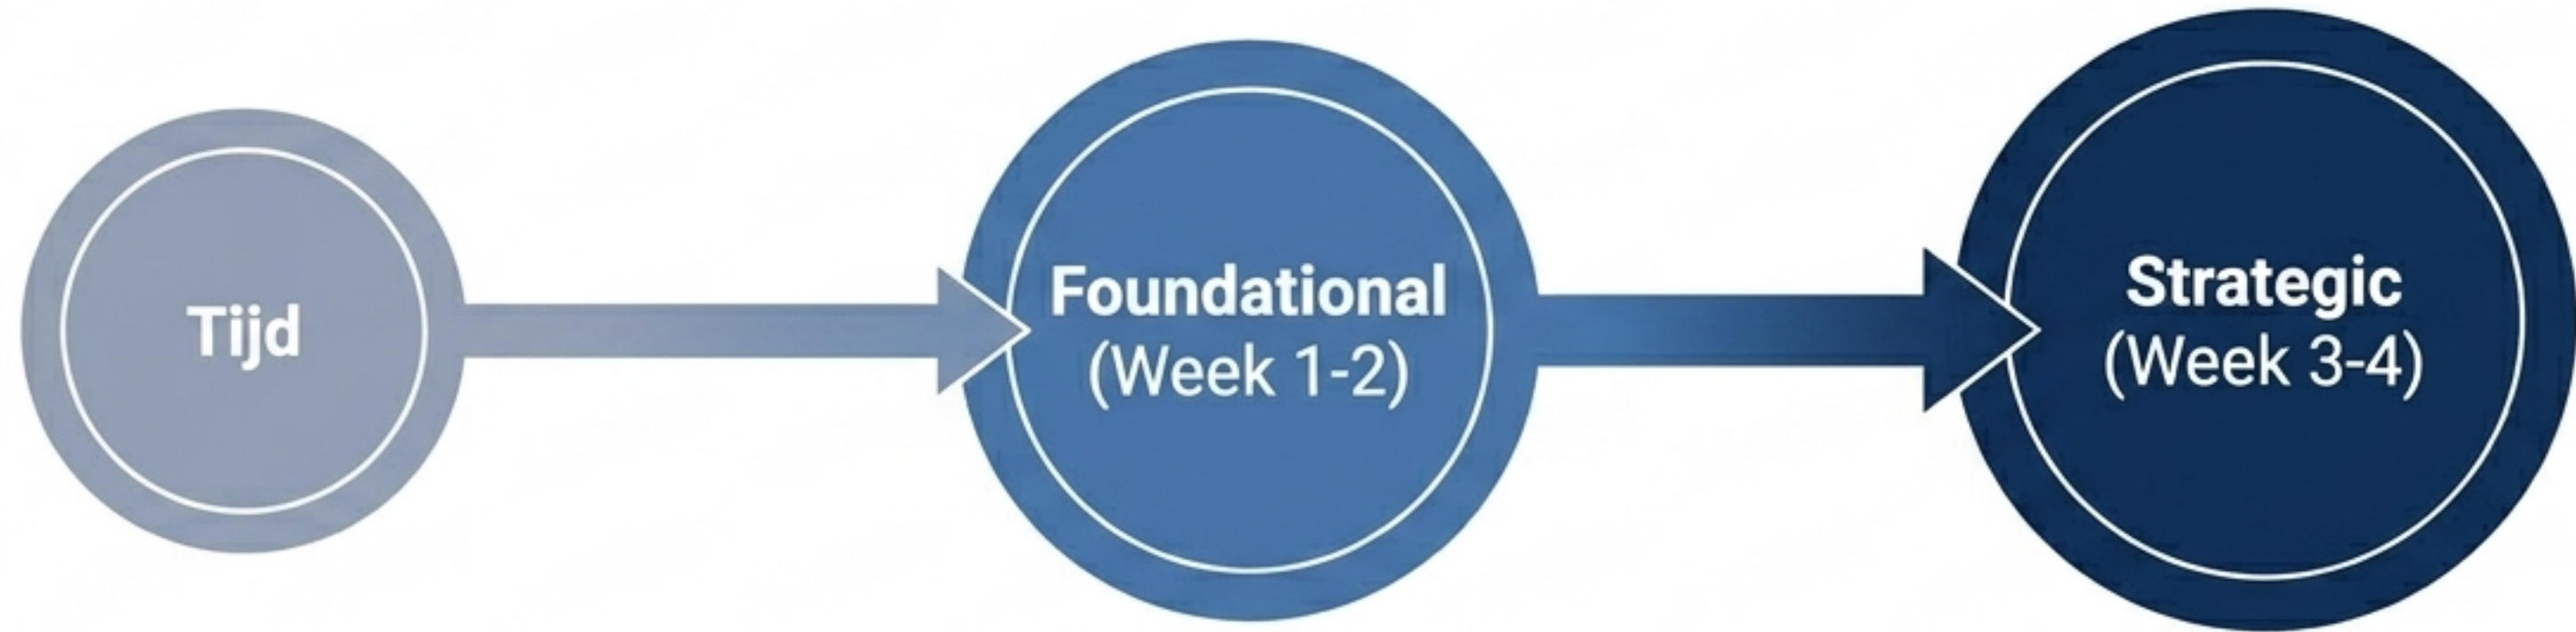 Tijd
Foundational
(Week 1-2)
Strategic
(Week 3-4)